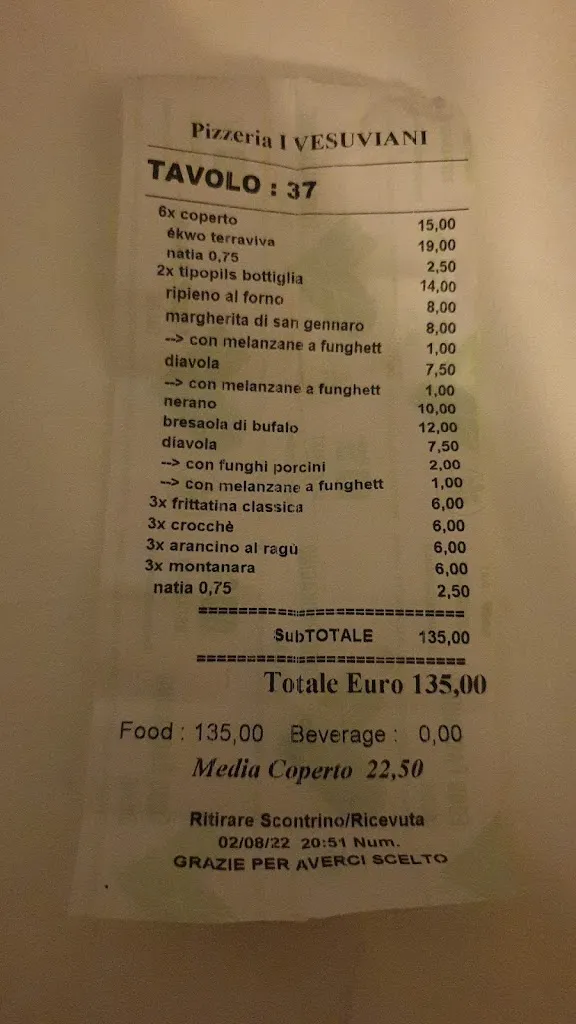 Pizzeria I VESUVIANI
TAVOLO : 37
6x coperto 15,00
èkwo terraviva 19,00
natia 0,75 2,50
2x tipopils bottiglia 14,00
ripieno al forno 8,00
margherita di san gennaro 8,00
--> con melanzane a funghett 1,00
diavola 7,50
--> con melanzane a funghett 1,00
nerano 10,00
bresaola di bufalo 12,00
diavola 7,50
--> con funghi porcini 2,00
--> con melanzane a funghett 1,00
3x frittatina classica 6,00
3x crocchè 6,00
3x arancino al ragù 6,00
3x montanara 6,00
natia 0,75 2,50
SubTOTALE 135,00
Totale Euro 135,00
Food : 135,00 Beverage : 0,00
Media Coperto 22,50
Ritirare Scontrino/Ricevuta
02/08/22 20:51 Num.
GRAZIE PER AVERCI SCELTO